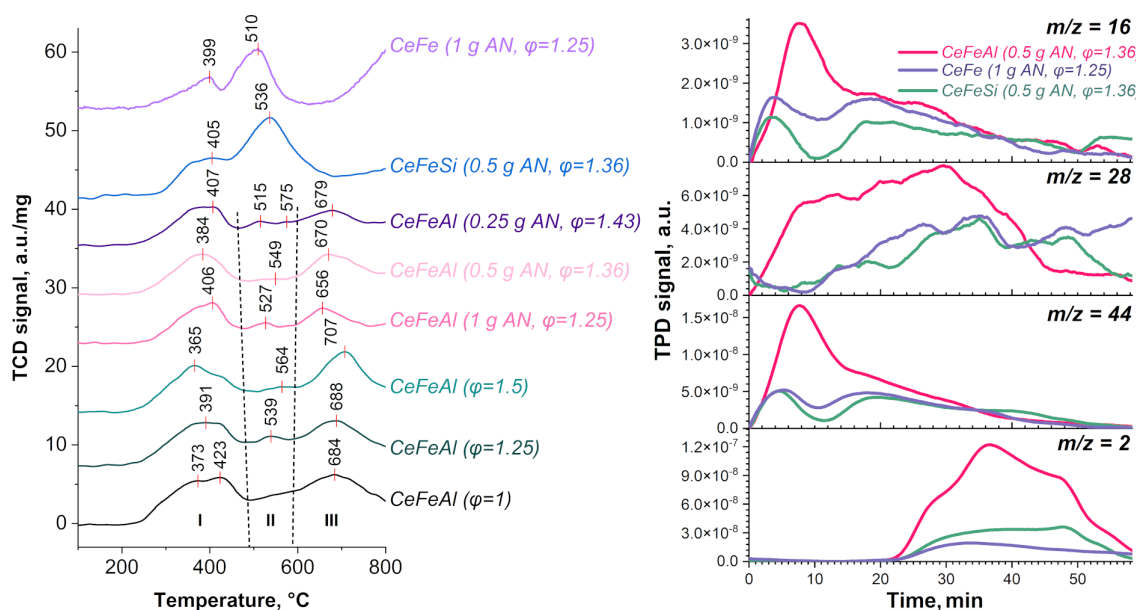 TCD signal, a.u./mg
60
50
40
30
20
10
0
399
510
CeFe (1 g AN, φ=1.25)
405
536
CeFeSi (0.5 g AN, φ=1.36)
407
515
575
679
CeFeAl (0.25 g AN, φ=1.43)
384
549
670
CeFeAl (0.5 g AN, φ=1.36)
406
527
656
CeFeAl (1 g AN, φ=1.25)
365
564
707
CeFeAl (φ=1.5)
391
539
688
CeFeAl (φ=1.25)
373
423
684
CeFeAl (φ=1)
I
II
III
200
400
600
800
Temperature, °C
TPD signal, a.u.
m/z = 16
3.0×10⁻⁹
2.0×10⁻⁹
1.0×10⁻⁹
0.0
CeFeAl (0.5 g AN, φ=1.36)
CeFe (1 g AN, φ=1.25)
CeFeSi (0.5 g AN, φ=1.36)
m/z = 28
8.0×10⁻⁹
6.0×10⁻⁹
4.0×10⁻⁹
2.0×10⁻⁹
0.0
m/z = 44
1.5×10⁻⁸
1.0×10⁻⁸
5.0×10⁻⁹
0.0
m/z = 2
1.2×10⁻⁷
9.0×10⁻⁸
6.0×10⁻⁸
3.0×10⁻⁸
0.0
0
10
20
30
40
50
Time, min